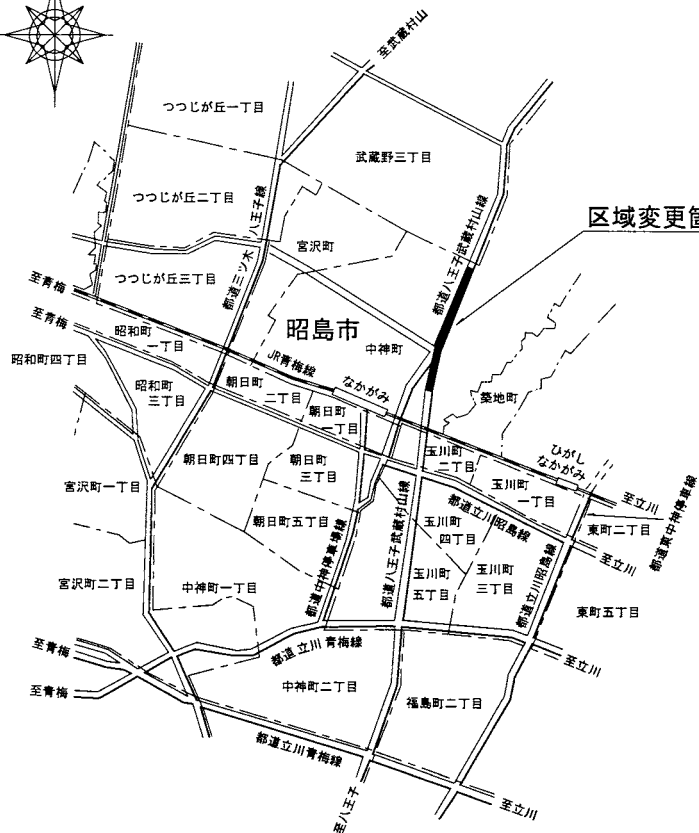 至武蔵村山
つつじが丘一丁目
武蔵野三丁目
つつじが丘二丁目
都道三ツ木
八王子線
宮沢町
都道八王子武蔵村山線
区域変更箇
つつじが丘三丁目
至青梅
至青梅
昭和町
一丁目
昭島市
中神町
JR青梅線
なかがみ
昭和町四丁目
昭和町
三丁目
朝日町
二丁目
朝日町
一丁目
築地町
ひがし
なかがみ
玉川町
二丁目
玉川町
一丁目
至立川
宮沢町一丁目
朝日町四丁目
朝日町
三丁目
朝日町五丁目
都道中神停車場線
都道八王子武蔵村山線
都道立川昭島線
玉川町
四丁目
東町二丁目
都道東中神停車線
至立川
宮沢町二丁目
中神町一丁目
玉川町
五丁目
玉川町
三丁目
都道立川昭島線
東町五丁目
至青梅
至青梅
都道立川青梅線
至立川
中神町二丁目
福島町二丁目
都道立川青梅線
至八王子
至立川